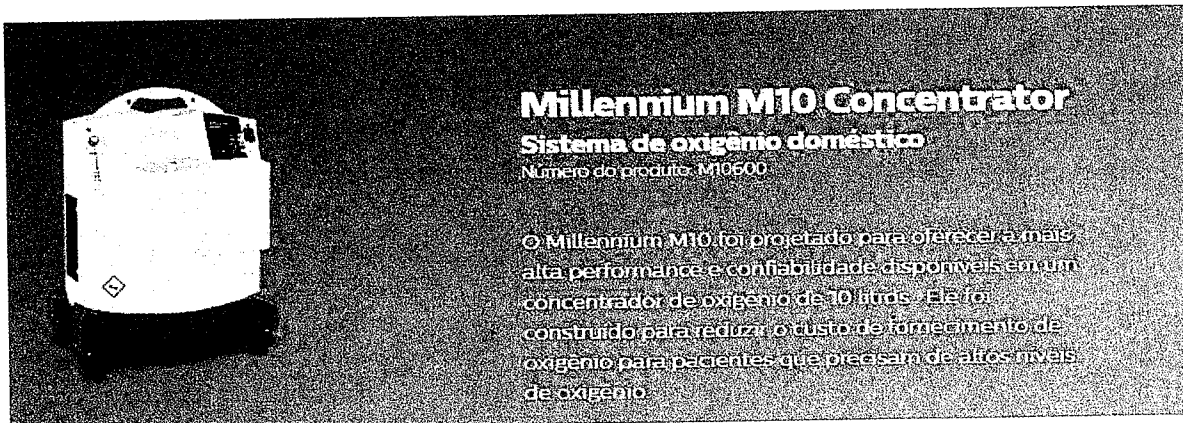 Millennium M10 Concentrator
Sistema de oxigênio doméstico
Número do produto: M10600
O Millennium M10 foi projetado para oferecer a mais
alta performance e confiabilidade disponíveis em um
concentrador de oxigênio de 10 litros. Ele foi
construído para reduzir o custo de fornecimento de
oxigênio para pacientes que precisam de altos níveis
de oxigênio